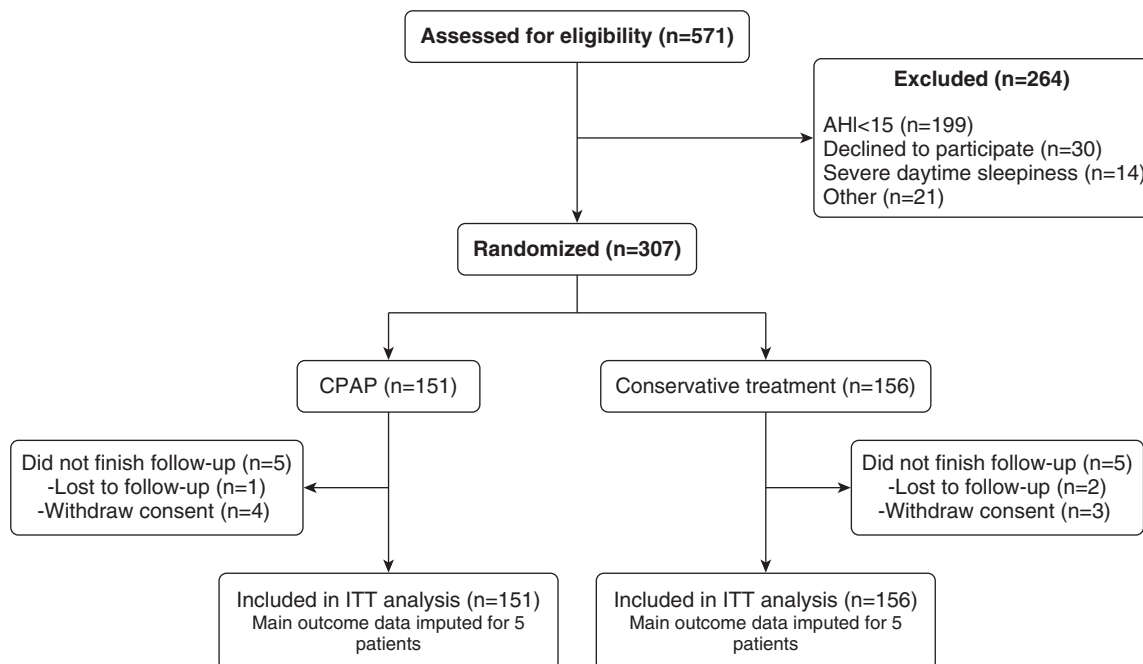 Assessed for eligibility (n=571)
Excluded (n=264)
AHI<15 (n=199)
Declined to participate (n=30)
Severe daytime sleepiness (n=14)
Other (n=21)
Randomized (n=307)
CPAP (n=151)
Conservative treatment (n=156)
Did not finish follow-up (n=5)
-Lost to follow-up (n=1)
-Withdraw consent (n=4)
Did not finish follow-up (n=5)
-Lost to follow-up (n=2)
-Withdraw consent (n=3)
Included in ITT analysis (n=151)
Main outcome data imputed for 5
patients
Included in ITT analysis (n=156)
Main outcome data imputed for 5
patients